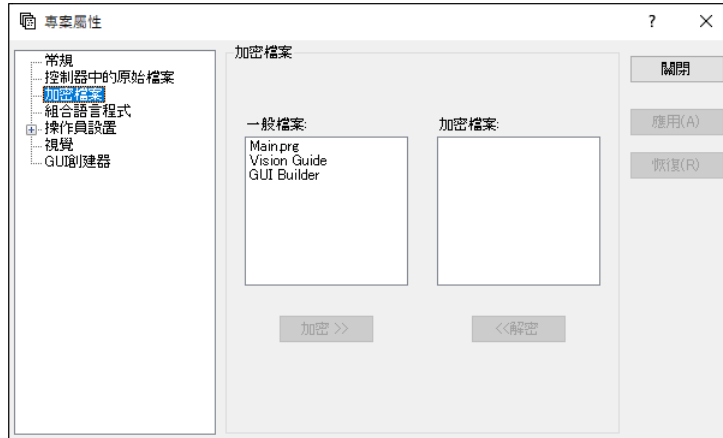 專案屬性
?
常規
控制器中的原始檔案
加密檔案
組合語言程式
操作員設置
視覺
GUI創建器
加密檔案
一般檔案:
Main.prg
Vision Guide
GUI Builder
加密檔案:
加密 >>
<<解密
關閉
應用(A)
恢復(R)